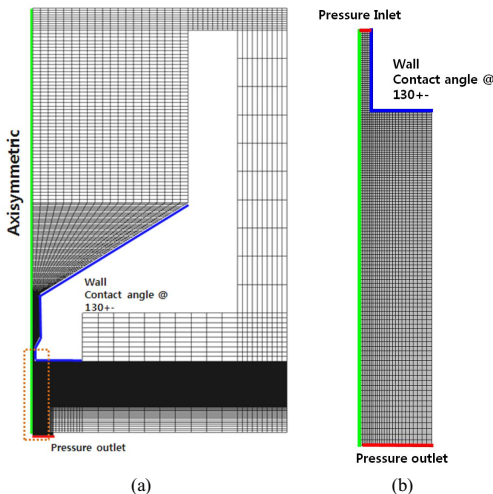 Pressure Inlet
Wall
Contact angle @
130+-
Axisymmetric
Wall
Contact angle @
130+-
Pressure outlet
Pressure outlet
(a)
(b)